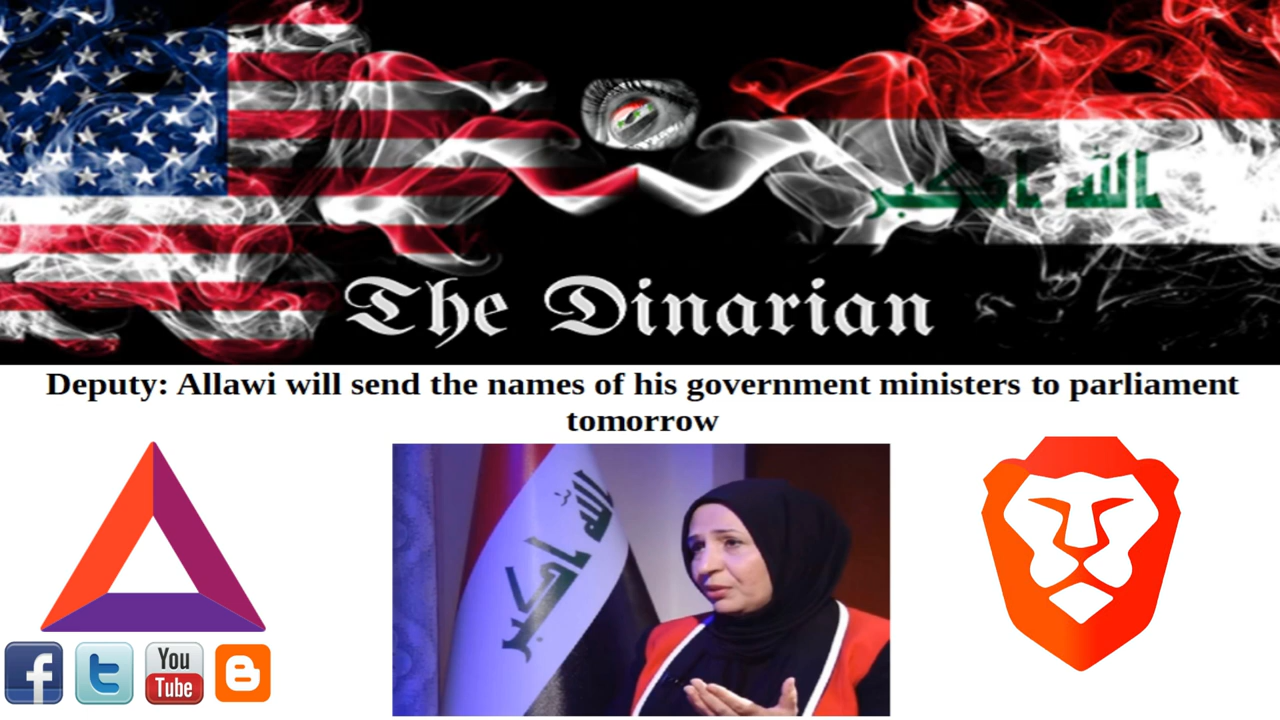 الله اكبر
The Dinarian
Deputy: Allawi will send the names of his government ministers to parliament
tomorrow
الله اكبر
f
t
You
Tube
B